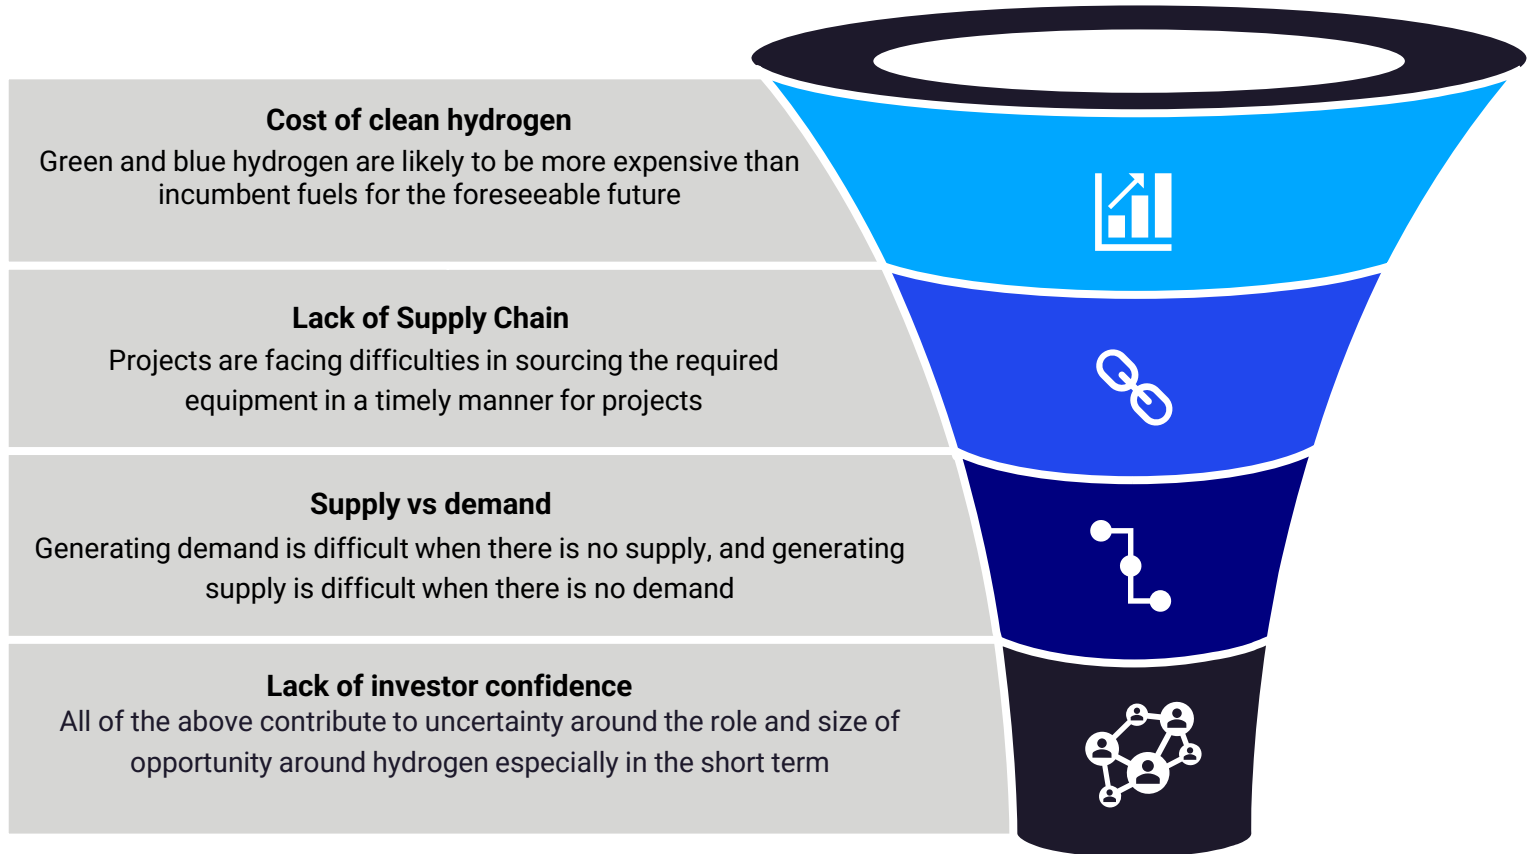 Cost of clean hydrogen
Green and blue hydrogen are likely to be more expensive than
incumbent fuels for the foreseeable future
Lack of Supply Chain
Projects are facing difficulties in sourcing the required
equipment in a timely manner for projects
Supply vs demand
Generating demand is difficult when there is no supply, and generating
supply is difficult when there is no demand
Lack of investor confidence
All of the above contribute to uncertainty around the role and size of
opportunity around hydrogen especially in the short term